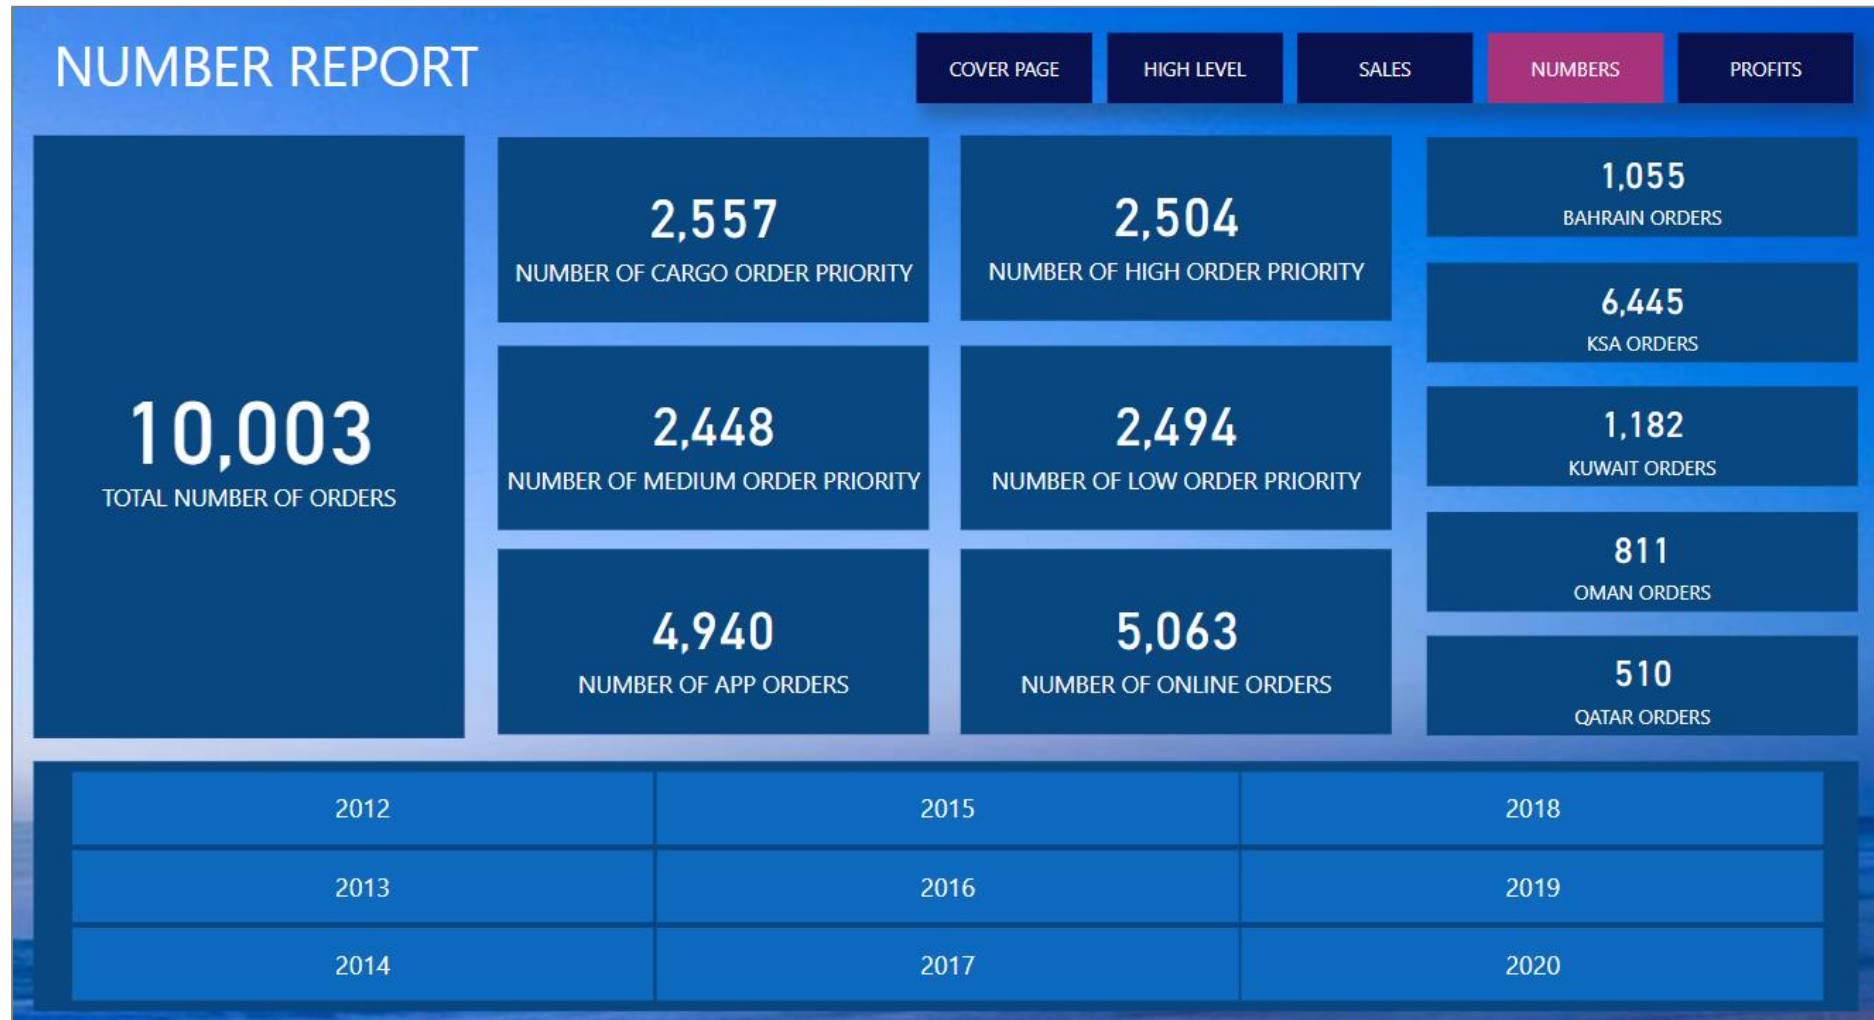 NUMBER REPORT
COVER PAGE
HIGH LEVEL
SALES
NUMBERS
PROFITS
10,003
TOTAL NUMBER OF ORDERS
2,557
NUMBER OF CARGO ORDER PRIORITY
2,504
NUMBER OF HIGH ORDER PRIORITY
2,448
NUMBER OF MEDIUM ORDER PRIORITY
2,494
NUMBER OF LOW ORDER PRIORITY
4,940
NUMBER OF APP ORDERS
5,063
NUMBER OF ONLINE ORDERS
1,055
BAHRAIN ORDERS
6,445
KSA ORDERS
1,182
KUWAIT ORDERS
811
OMAN ORDERS
510
QATAR ORDERS
2012
2015
2018
2013
2016
2019
2014
2017
2020